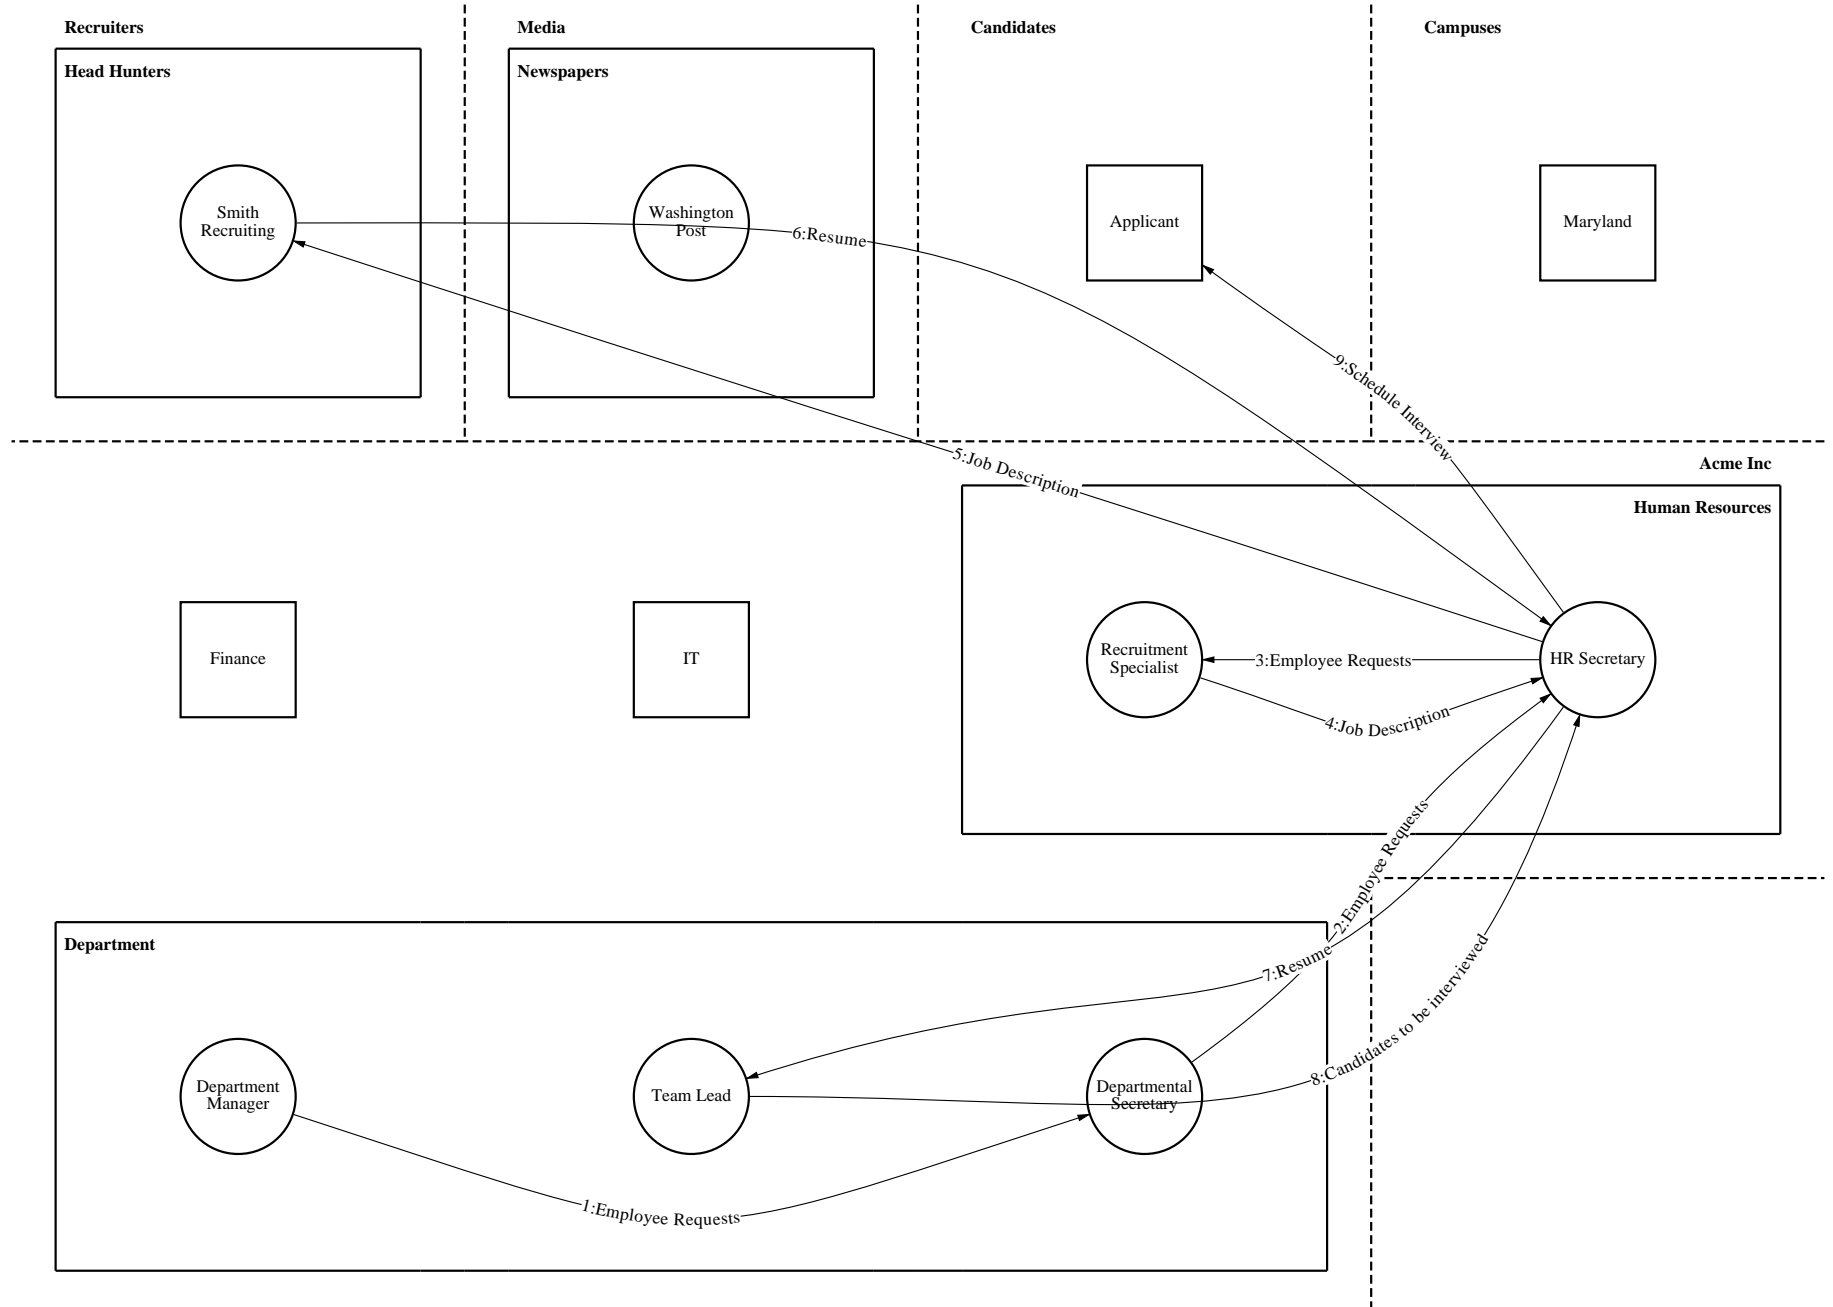 Recruiters
Media
Candidates
Campuses
Head Hunters
Newspapers
Smith
Recruiting
Washington
Post
Applicant
Maryland
6:Resume
9:Schedule Interview
5:Job Description
Acme Inc
Human Resources
Finance
IT
Recruitment
Specialist
3:Employee Requests
HR Secretary
4:Job Description
2:Employee Requests
Department
7:Resume
8:Candidates to be interviewed
Department
Manager
Team Lead
Departmental
Secretary
1:Employee Requests